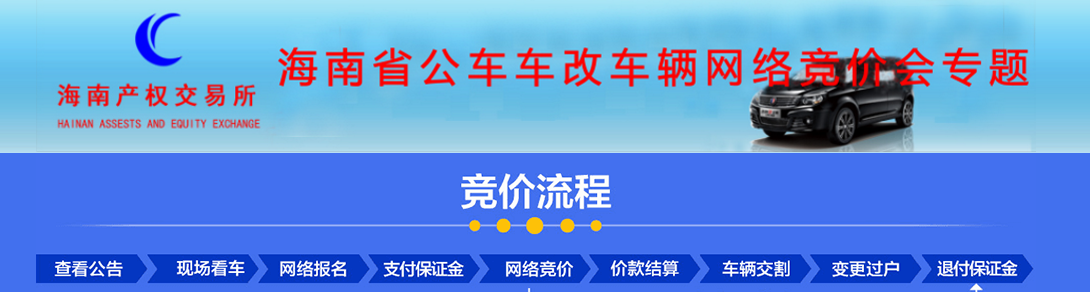 海南省公车车改车辆网络竞价会专题
海南产权交易所
HAINAN ASSESTS AND EQUITY EXCHANGE
竞价流程
查看公告 现场看车 网络报名 支付保证金 网络竞价 价款结算 车辆交割 变更过户 退付保证金